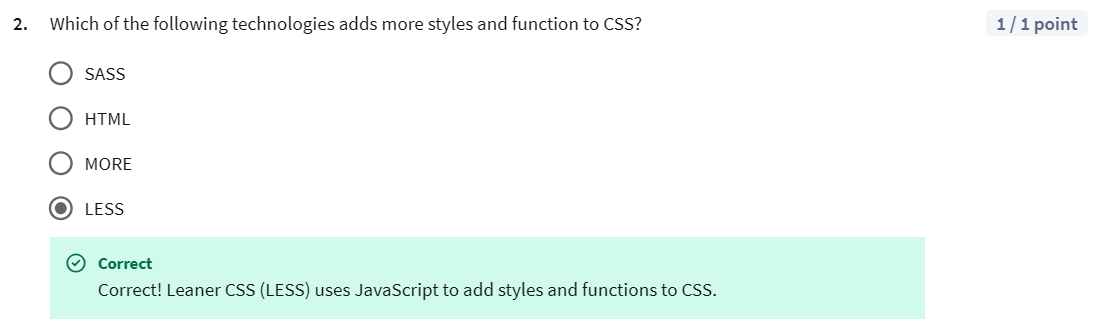 2. Which of the following technologies adds more styles and function to CSS?
1 / 1 point
SASS
HTML
MORE
LESS
Correct
Correct! Leaner CSS (LESS) uses JavaScript to add styles and functions to CSS.